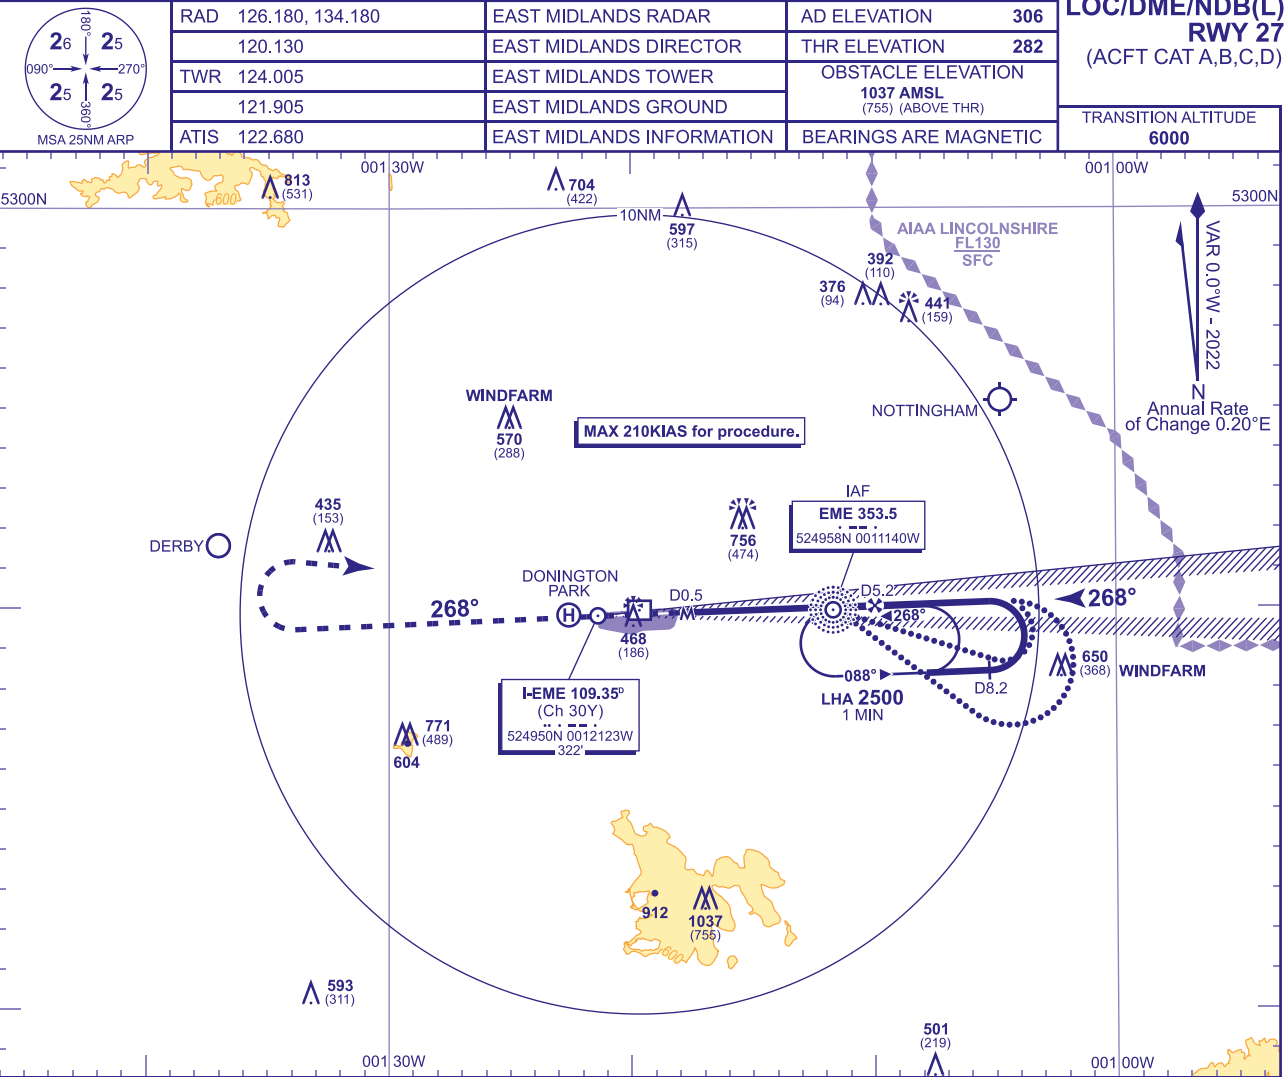 180°
26 25
090° 270°
25 25
360°
MSA 25NM ARP
RAD 126.180, 134.180 EAST MIDLANDS RADAR
120.130 EAST MIDLANDS DIRECTOR
TWR 124.005 EAST MIDLANDS TOWER
121.905 EAST MIDLANDS GROUND
ATIS 122.680 EAST MIDLANDS INFORMATION
AD ELEVATION 306
THR ELEVATION 282
OBSTACLE ELEVATION
1037 AMSL
(755) (ABOVE THR)
BEARINGS ARE MAGNETIC
LOC/DME/NDB(L)
RWY 27
(ACFT CAT A,B,C,D)
TRANSITION ALTITUDE
6000
001:30W
001:00W
5300N
5300N
813
(531)
600
704
(422)
10NM
597
(315)
AIAA LINCOLNSHIRE
FL130
SFC
392
(110)
376
(94)
441
(159)
VAR 0.0°W - 2022
N
Annual Rate
of Change 0.20°E
WINDFARM
570
(288)
MAX 210KIAS for procedure.
NOTTINGHAM
435
(153)
DERBY
756
(474)
IAF
EME 353.5
524958N 0011140W
DONINGTON
PARK
D0.5
D5.2
268°
268°
268°
468
(186)
088°
D8.2
LHA 2500
1 MIN
650
(368)
WINDFARM
I-EME 109.35D
(Ch 30Y)
524950N 0012123W
322'
771
(489)
604
912
1037
(755)
600
593
(311)
501
(219)
001:30W
001:00W